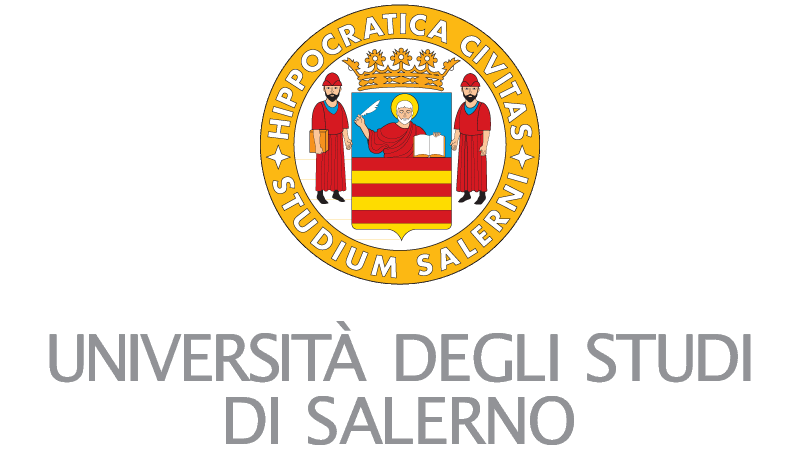 HIPPOCRATICA CIVITAS
STUDIUM SALERNI
UNIVERSITÀ DEGLI STUDI
DI SALERNO